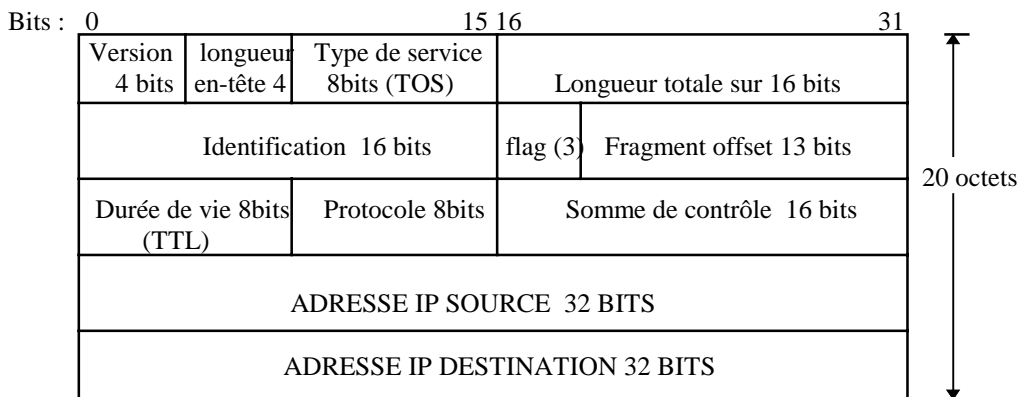 Bits : 0 15 16 31
Version longueur Type de service
4 bits en-tête 4 8bits (TOS) Longueur totale sur 16 bits
Identification 16 bits flag (3) Fragment offset 13 bits
20 octets
Durée de vie 8bits Protocole 8bits Somme de contrôle 16 bits
(TTL)
ADRESSE IP SOURCE 32 BITS
ADRESSE IP DESTINATION 32 BITS